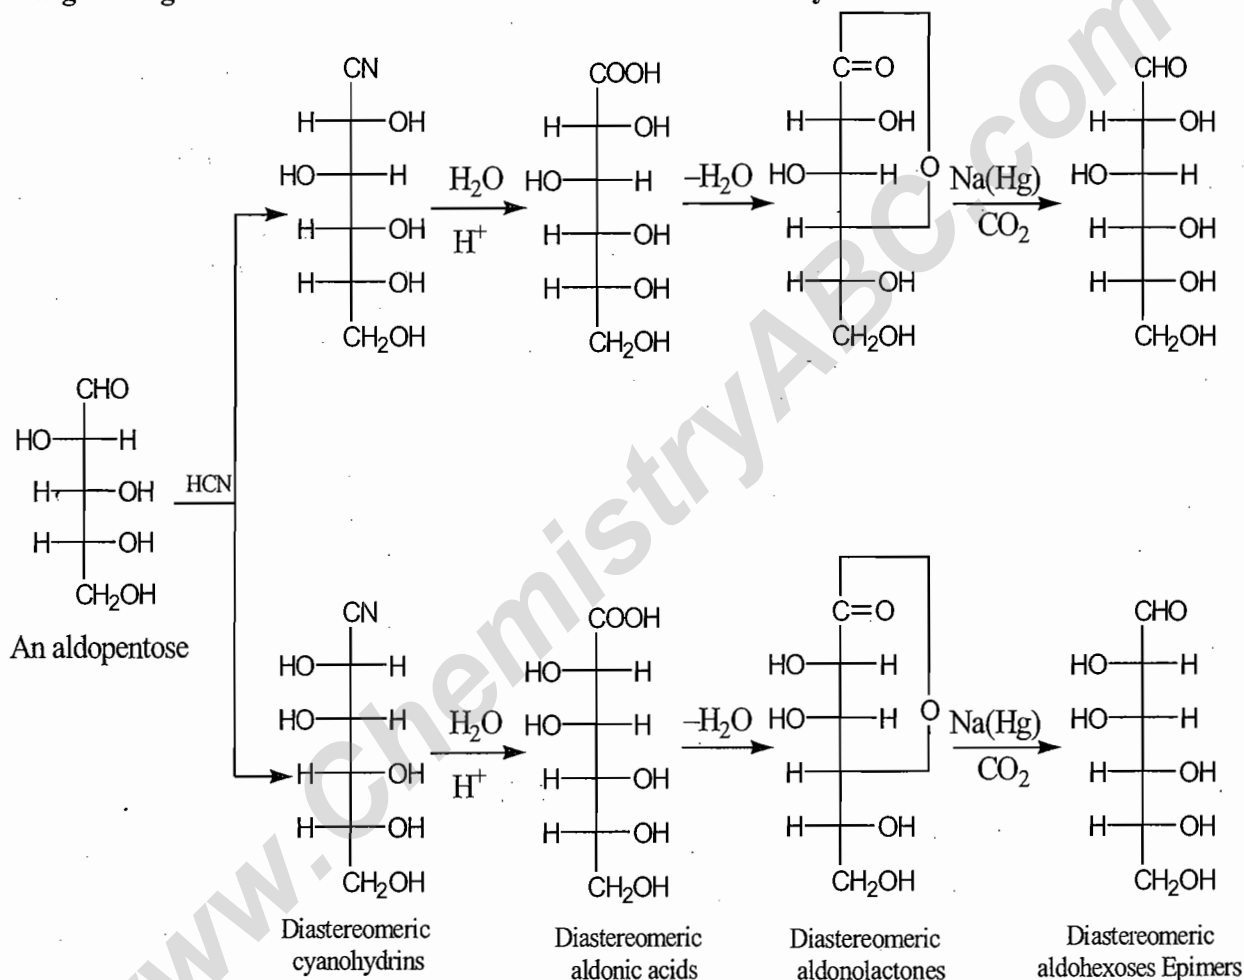 CN
H OH
HO H
H OH
H OH
CH₂OH
H₂O
H⁺
COOH
H OH
HO H
H OH
H OH
CH₂OH
–H₂O
C=O
H OH
HO H O
H
H OH
CH₂OH
Na(Hg)
CO₂
CHO
H OH
HO H
H OH
H OH
CH₂OH
CHO
HO H
H OH
H OH
CH₂OH
An aldopentose
HCN
CN
HO H
HO H
H OH
H OH
CH₂OH
Diastereomeric
cyanohydrins
H₂O
H⁺
COOH
HO H
HO H
H OH
H OH
CH₂OH
Diastereomeric
aldonic acids
–H₂O
C=O
HO H
HO H O
H
H OH
CH₂OH
Diastereomeric
aldonolactones
Na(Hg)
CO₂
CHO
HO H
HO H
H OH
H OH
CH₂OH
Diastereomeric
aldohexoses Epimers
www.ChemistryABC.com